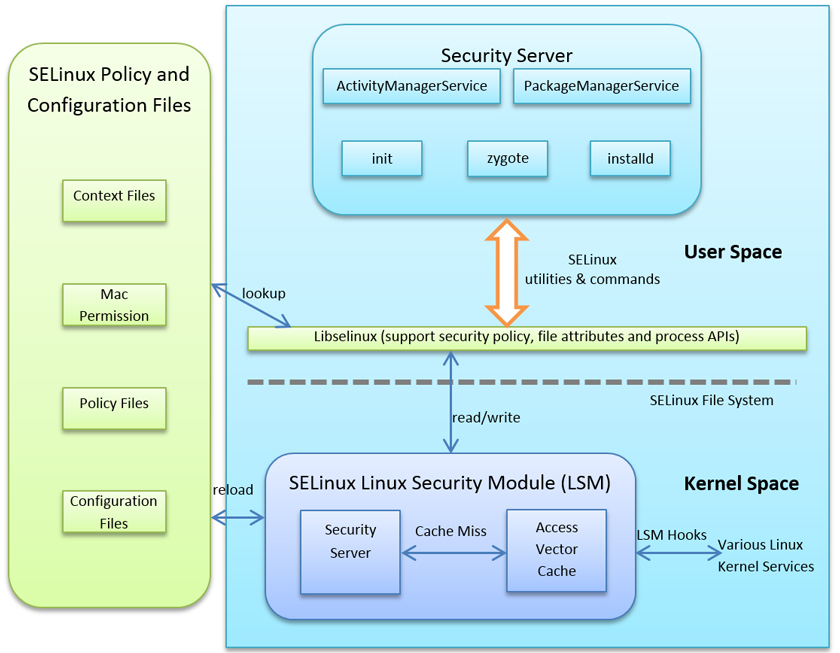 SELinux Policy and
Configuration Files
Context Files
Mac
Permission
Policy Files
Configuration
Files
Security Server
ActivityManagerService
PackageManagerService
init
zygote
installd
SELinux
utilities & commands
User Space
lookup
Libselinux (support security policy, file attributes and process APIs)
SELinux File System
read/write
reload
SELinux Linux Security Module (LSM)
Security
Server
Cache Miss
Access
Vector
Cache
Kernel Space
LSM Hooks
Various Linux
Kernel Services